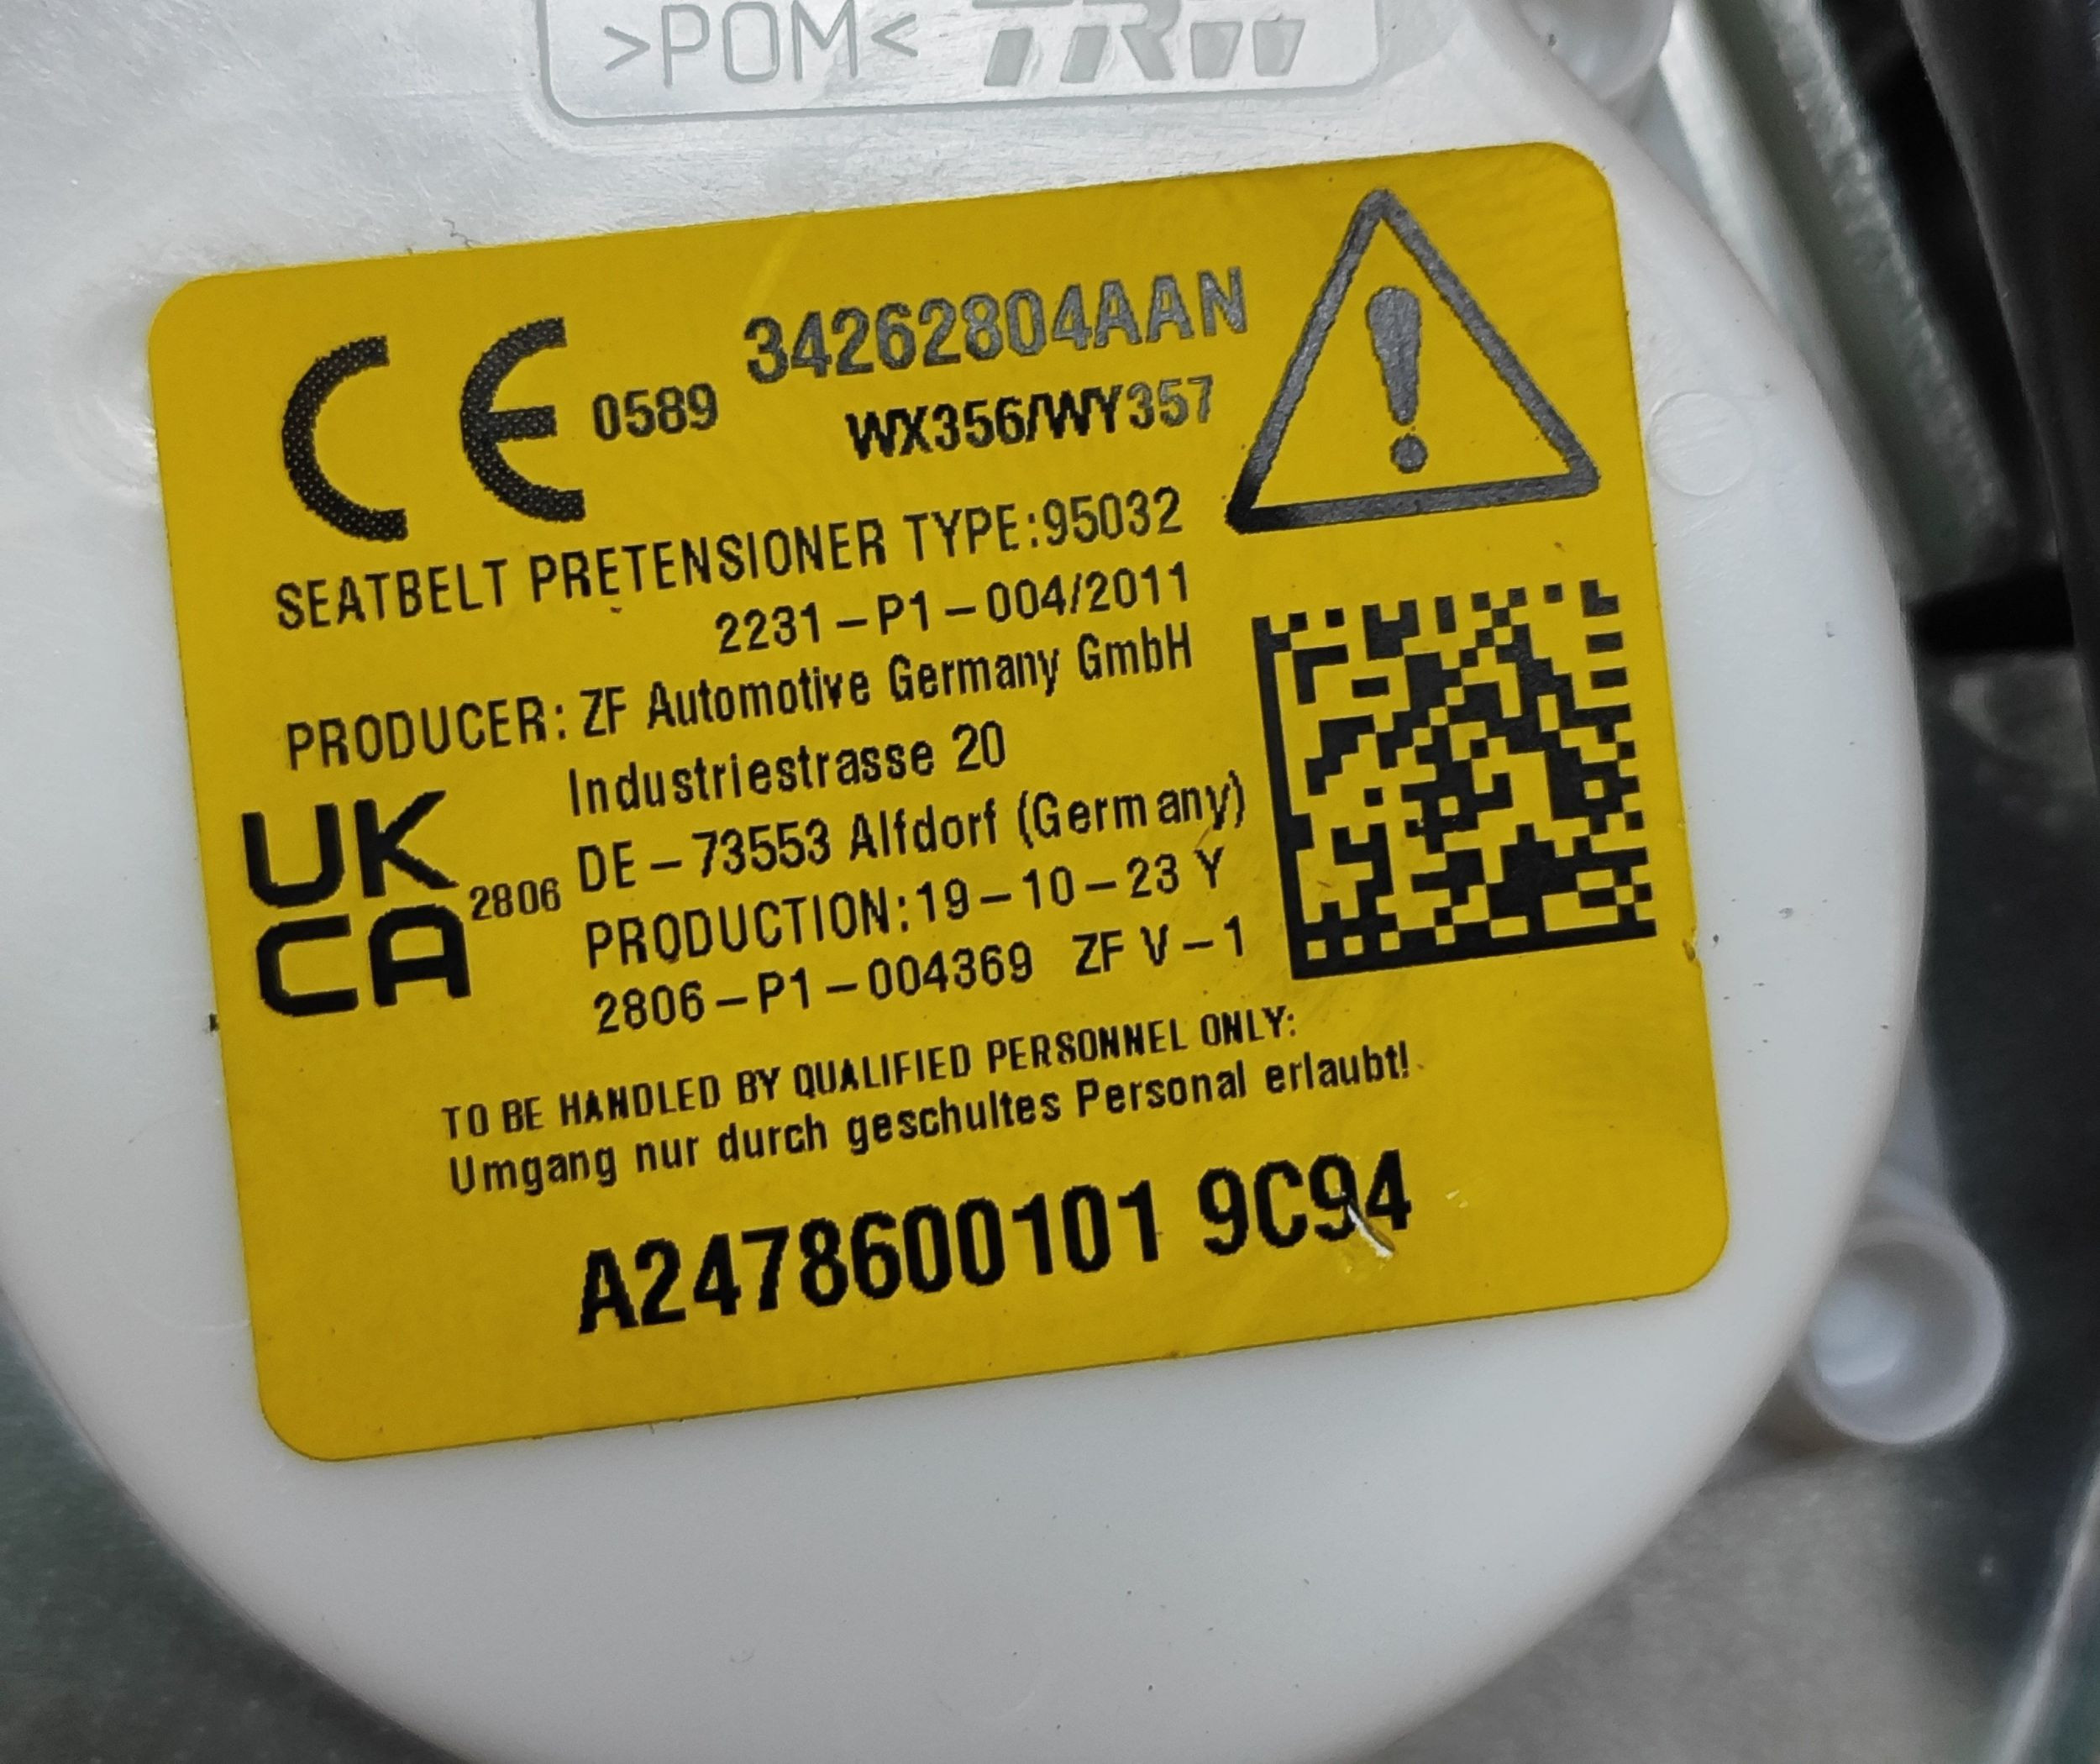 >POM< TRW
CE 0589 34262804AAN
WX356/WY357
SEATBELT PRETENSIONER TYPE:95032
2231-P1-004/2011
PRODUCER: ZF Automotive Germany GmbH
Industriestrasse 20
DE-73553 Alfdorf (Germany)
UK
CA 2806
PRODUCTION:19-10-23 Y
2806-P1-004369 ZF V-1
TO BE HANDLED BY QUALIFIED PERSONNEL ONLY:
Umgang nur durch geschultes Personal erlaubt!
A2478600101 9C94